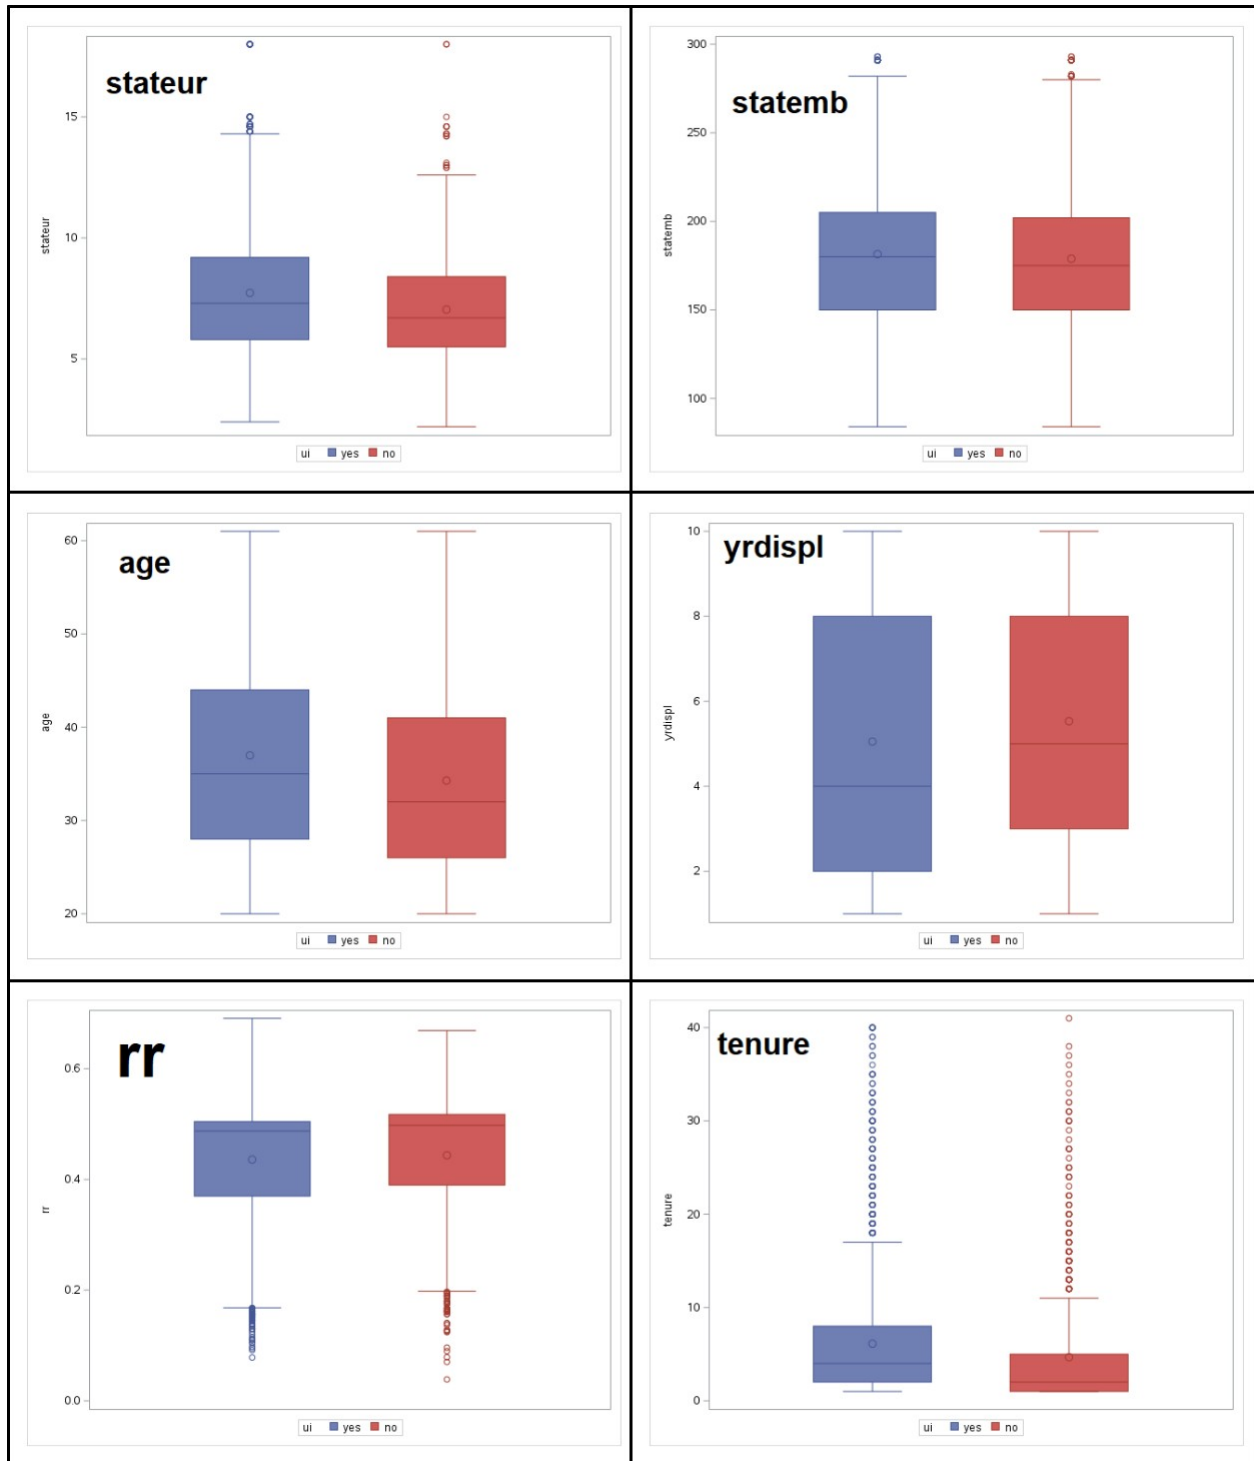 stateur
15
10
5
stateur
ui yes no
statemb
300
250
200
150
100
statemb
ui yes no
age
60
50
40
30
20
age
ui yes no
yrdispl
10
8
6
4
2
yrdispl
ui yes no
rr
0.6
0.4
0.2
0.0
rr
ui yes no
tenure
40
30
20
10
0
tenure
ui yes no